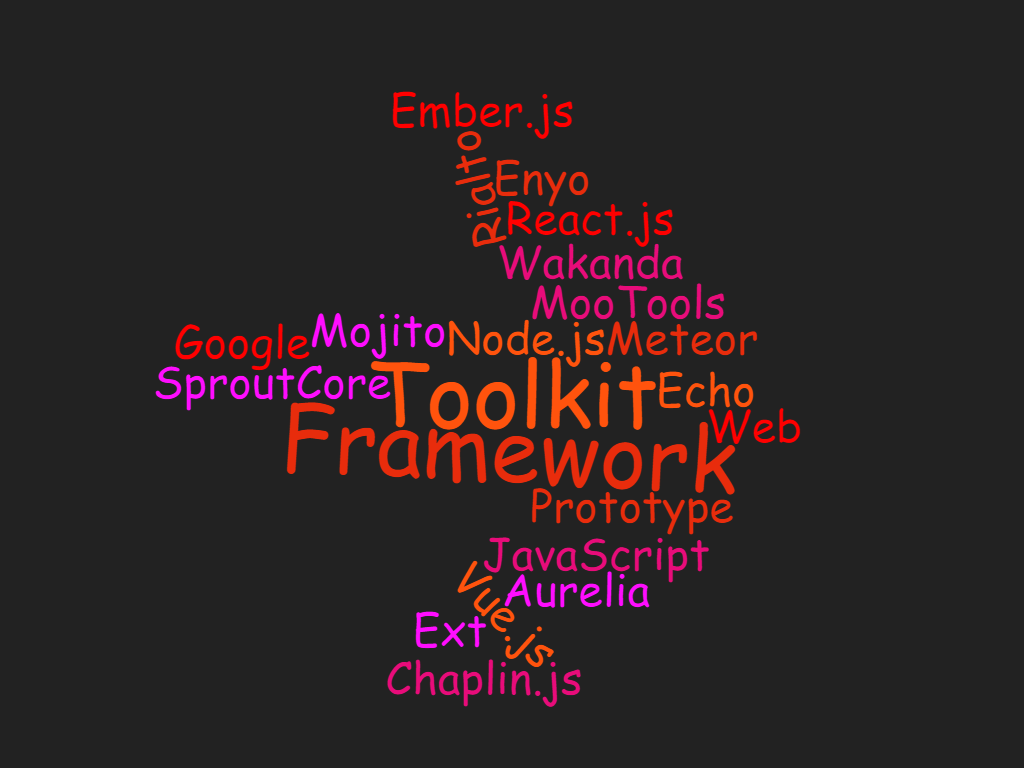 Ember.js
Rialto
Enyo
React.js
Wakanda
MooTools
Google
Mojito
Node.js
Meteor
SproutCore
Toolkit
Echo
Framework
Web
Prototype
JavaScript
Vue.js
Aurelia
Ext
Chaplin.js